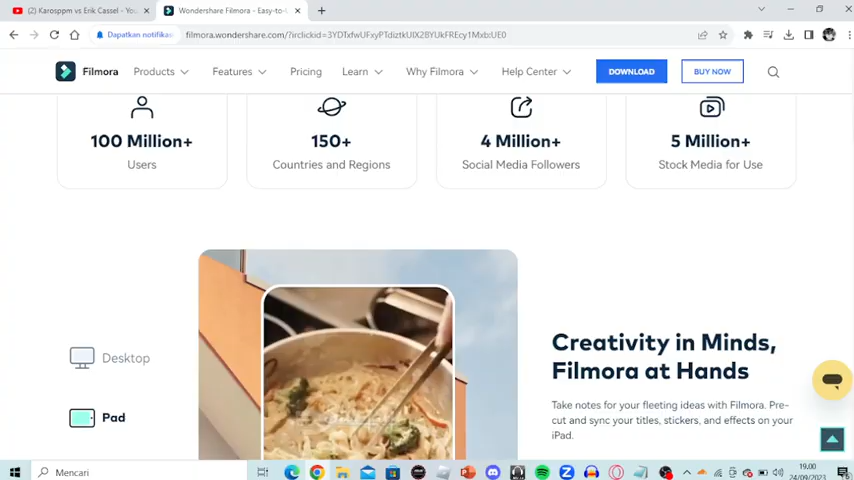 (2) Karosppm vs Erik Cassel - You
Wondershare Filmora - Easy-to-U
Dapatkan notifikas
filmora.wondershare.com/?irclickid=
Filmora
Products
Features
Pricing
Learn
Why Filmora
Help Center
DOWNLOAD
BUY NOW
100 Million+
Users
150+
Countries and Regions
4 Million+
Social Media Followers
5 Million+
Stock Media for Use
Desktop
Pad
Creativity in Minds,
Filmora at Hands
Take notes for your fleeting ideas with Filmora. Pre-
cut and sync your titles, stickers, and effects on your
iPad.
Mencari
19.00
24/09/2023